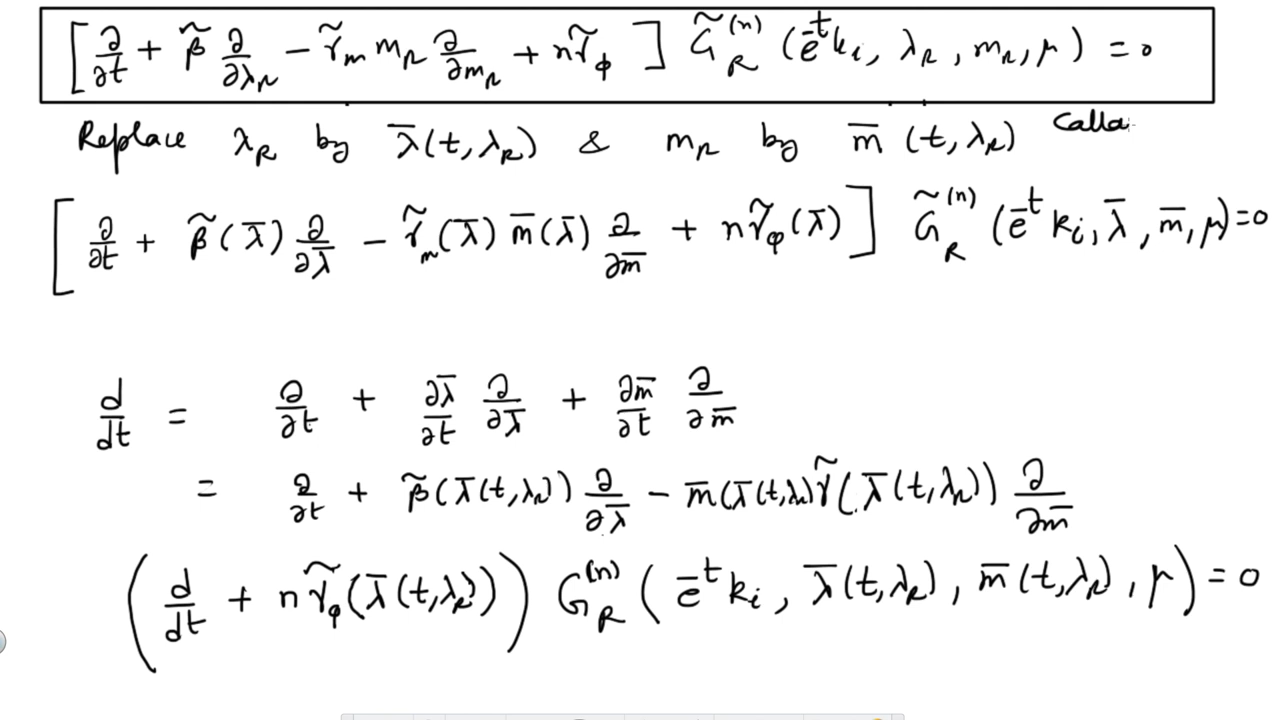 [∂/∂t + β̃ ∂/∂λ_R − γ̃_m m_R ∂/∂m_R + nγ̃_φ] G̃_R^(n) (e^-t k_i, λ_R, m_R, μ) = 0
Replace λ_R by λ̄(t, λ_R) & m_R by m̄ (t, λ_R) Calla
[∂/∂t + β̃(λ̄) ∂/∂λ̄ − γ̃_m(λ̄) m̄(λ̄) ∂/∂m̄ + nγ̃_φ(λ̄)] G̃_R^(n) (e^-t k_i, λ̄, m̄, μ) = 0
d/dt = ∂/∂t + ∂λ̄/∂t ∂/∂λ̄ + ∂m̄/∂t ∂/∂m̄
= ∂/∂t + β̃(λ̄(t, λ_R)) ∂/∂λ̄ − m̄(λ̄(t, λ_R) γ̃(λ̄(t, λ_R)) ∂/∂m̄
(d/dt + nγ̃_φ(λ̄(t, λ_R))) G_R^(n) (e^-t k_i, λ̄(t, λ_R), m̄(t, λ_R), μ) = 0